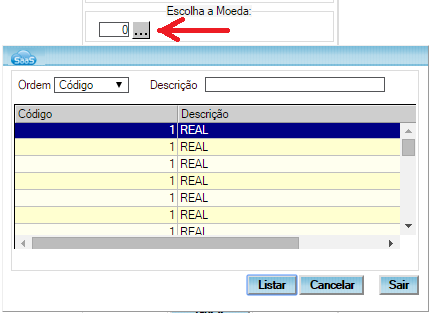 Escolha a Moeda:
0 ...
SaaS
Ordem Código Descrição
Código Descrição
1 REAL
1 REAL
1 REAL
1 REAL
1 REAL
1 REAL
1 REAL
Listar Cancelar Sair